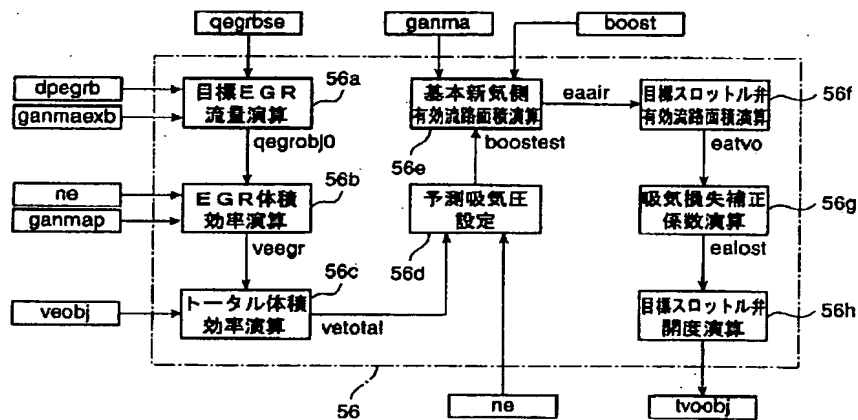 qegrbse
ganma
boost
dpegrb
ganmaexb
目標EGR
流量演算
56a
qegrobj0
基本新気側
有効流路面積演算
56e
eaair
boostest
目標スロットル弁
有効流路面積演算
56f
eatvo
ne
ganmap
EGR体積
効率演算
56b
veegr
予測吸気圧
設定
56d
吸気損失補正
係数演算
56g
ealost
veobj
トータル体積
効率演算
56c
vetotal
目標スロットル弁
開度演算
56h
56
ne
tvoobj